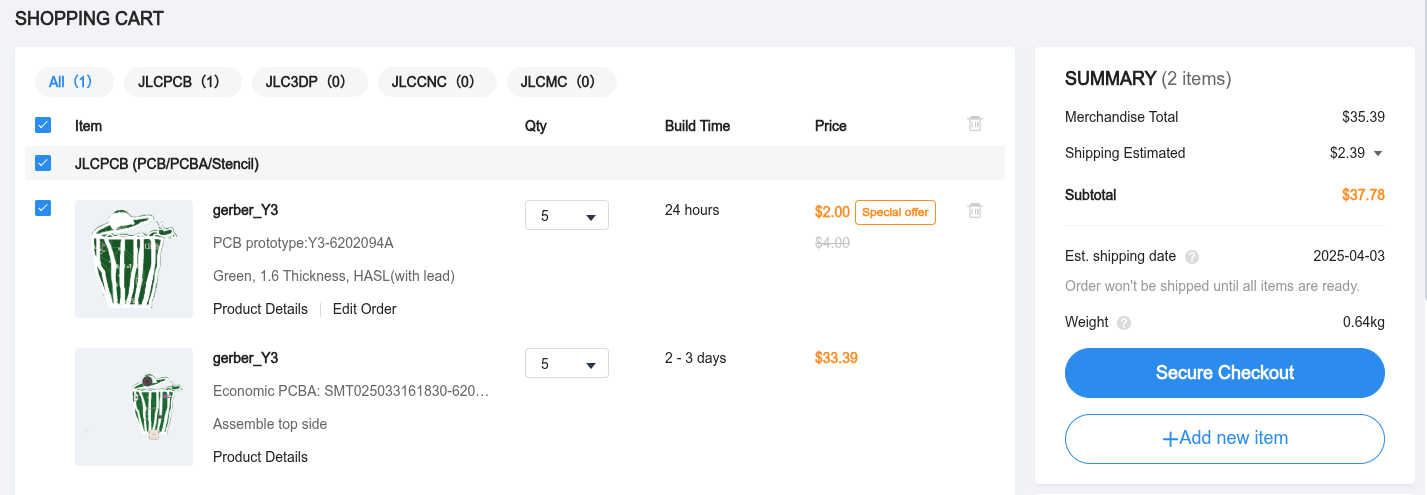 SHOPPING CART
All (1) JLCPCB (1) JLC3DP (0) JLCCNC (0) JLCMC (0)
Item Qty Build Time Price
JLCPCB (PCB/PCBA/Stencil)
gerber_Y3 5 24 hours $2.00 Special offer
PCB prototype:Y3-6202094A $4.00
Green, 1.6 Thickness, HASL(with lead)
Product Details Edit Order
gerber_Y3 5 2 - 3 days $33.39
Economic PCBA: SMT025033161830-620…
Assemble top side
Product Details
SUMMARY (2 items)
Merchandise Total $35.39
Shipping Estimated $2.39
Subtotal $37.78
Est. shipping date ? 2025-04-03
Order won't be shipped until all items are ready.
Weight ? 0.64kg
Secure Checkout
+Add new item